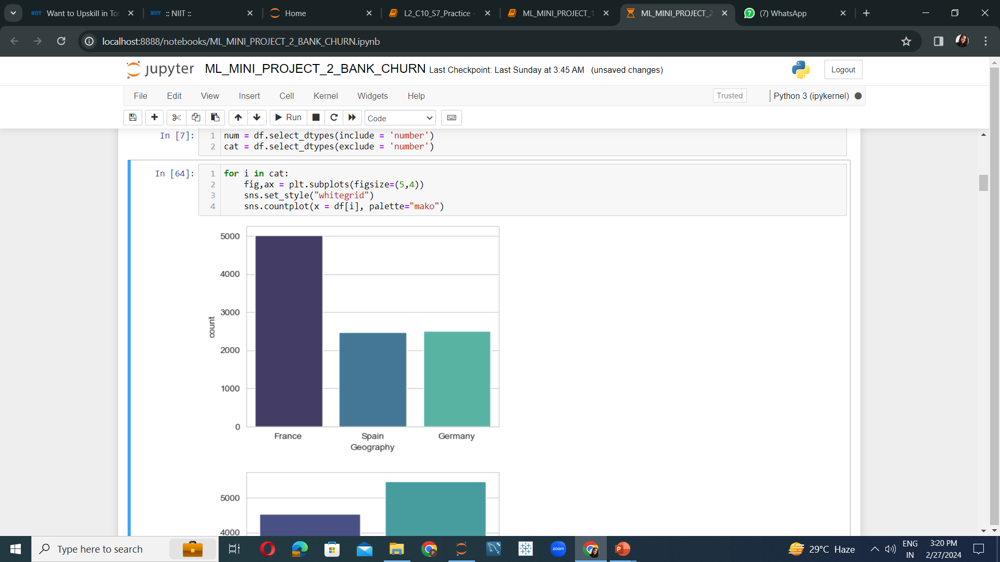 NIIT Want to Upskill in Too
NIIT :: NIIT ::
Home
L2_C10_S7_Practice -
ML_MINI_PROJECT_1
ML_MINI_PROJECT_2
7 (7) WhatsApp
localhost:8888/notebooks/ML_MINI_PROJECT_2_BANK_CHURN.ipynb
jupyter ML_MINI_PROJECT_2_BANK_CHURN Last Checkpoint: Last Sunday at 3:45 AM (unsaved changes)
Logout
File Edit View Insert Cell Kernel Widgets Help
Trusted
Python 3 (ipykernel)
Run
Code
In [7]:
1 num = df.select_dtypes(include = 'number')
2 cat = df.select_dtypes(exclude = 'number')
In [64]:
1 for i in cat:
2 fig,ax = plt.subplots(figsize=(5,4))
3 sns.set_style("whitegrid")
4 sns.countplot(x = df[i], palette="mako")
5000
4000
3000
2000
1000
0
count
France Spain Germany
Geography
5000
4000
Type here to search
zoom
P
P
29°C Haze
ENG
IN
3:20 PM
2/27/2024